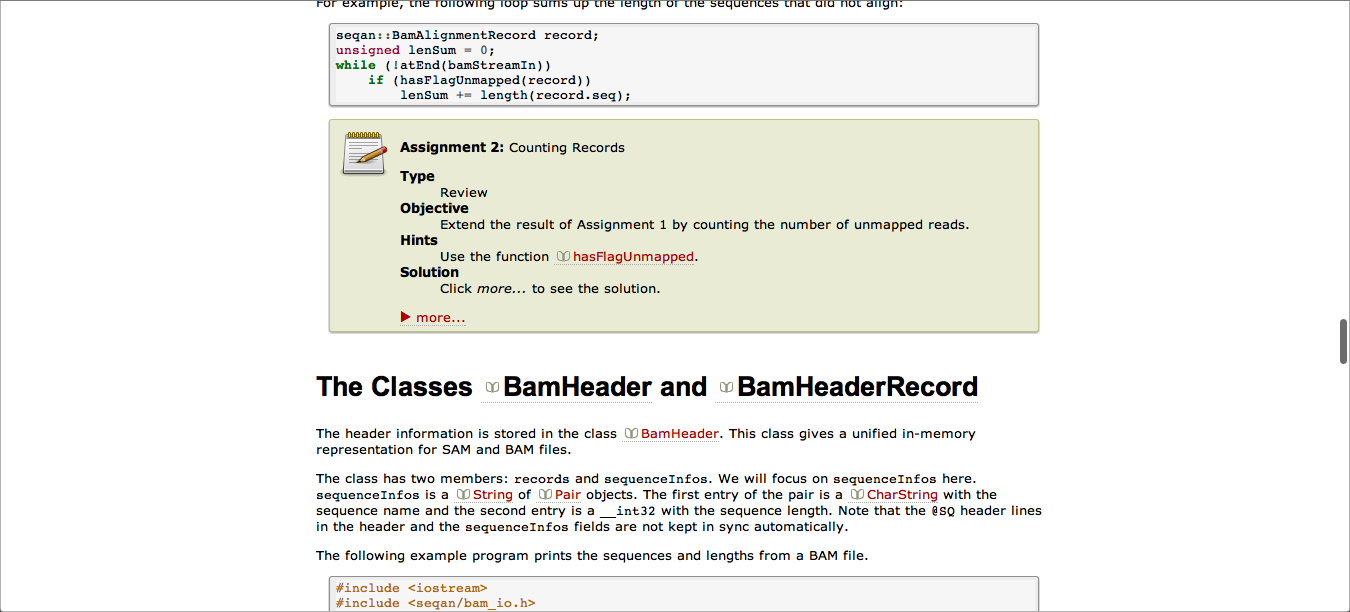 For example, the following loop sums up the length of the sequences that did not align:
seqan::BamAlignmentRecord record;
unsigned lenSum = 0;
while (!atEnd(bamStreamIn))
    if (hasFlagUnmapped(record))
        lenSum += length(record.seq);
Assignment 2: Counting Records
Type
Review
Objective
Extend the result of Assignment 1 by counting the number of unmapped reads.
Hints
Use the function hasFlagUnmapped.
Solution
Click more... to see the solution.
more...
The Classes BamHeader and BamHeaderRecord
The header information is stored in the class BamHeader. This class gives a unified in-memory
representation for SAM and BAM files.
The class has two members: records and sequenceInfos. We will focus on sequenceInfos here.
sequenceInfos is a String of Pair objects. The first entry of the pair is a CharString with the
sequence name and the second entry is a __int32 with the sequence length. Note that the @SQ header lines
in the header and the sequenceInfos fields are not kept in sync automatically.
The following example program prints the sequences and lengths from a BAM file.
#include <iostream>
#include <seqan/bam_io.h>